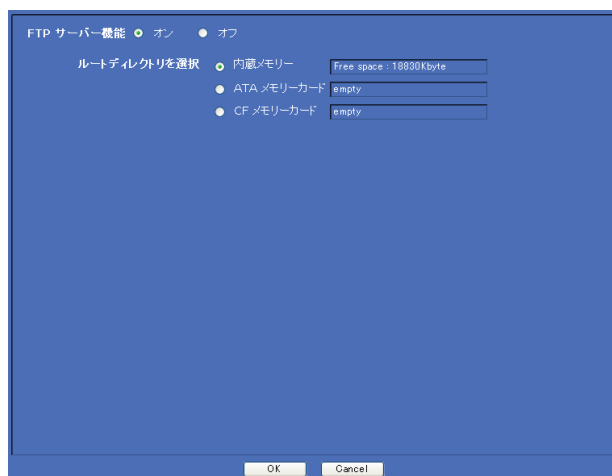 FTP サーバー機能 オン オフ
ルートディレクトリを選択 内蔵メモリー Free space : 18830Kbyte
ATA メモリーカード empty
CF メモリーカード empty
OK Cancel